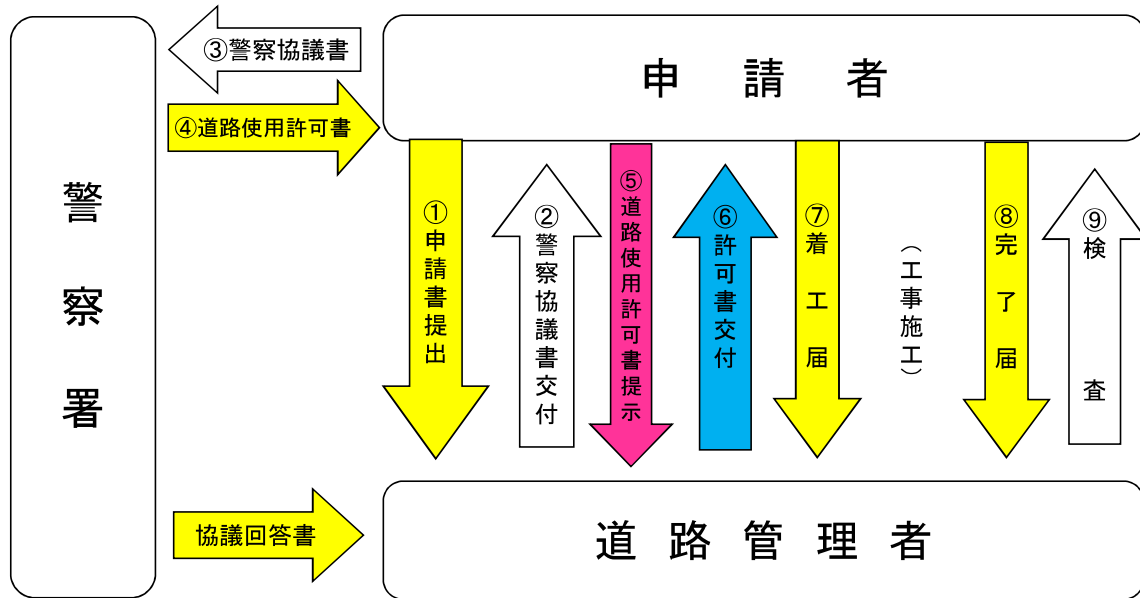 ③警察協議書
申請者
④道路使用許可書
警察署
①申請書提出
②警察協議書交付
⑤道路使用許可書提示
⑥許可書交付
⑦着工届
（工事施工）
⑧完了届
⑨検査
協議回答書
道路管理者